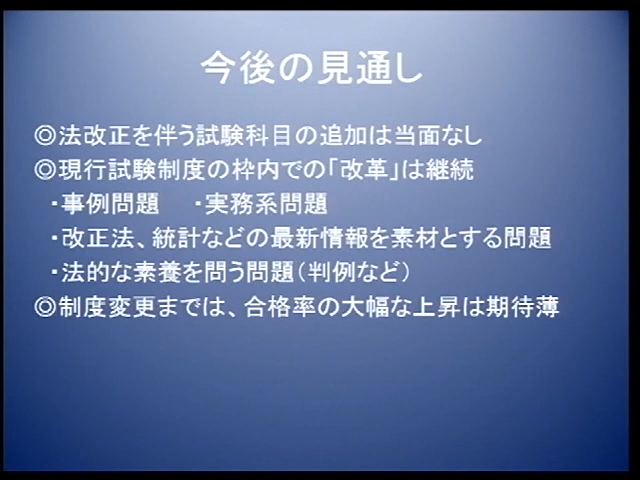 今後の見通し
◎法改正を伴う試験科目の追加は当面なし
◎現行試験制度の枠内での「改革」は継続
・事例問題　・実務系問題
・改正法、統計などの最新情報を素材とする問題
・法的な素養を問う問題(判例など)
◎制度変更までは、合格率の大幅な上昇は期待薄